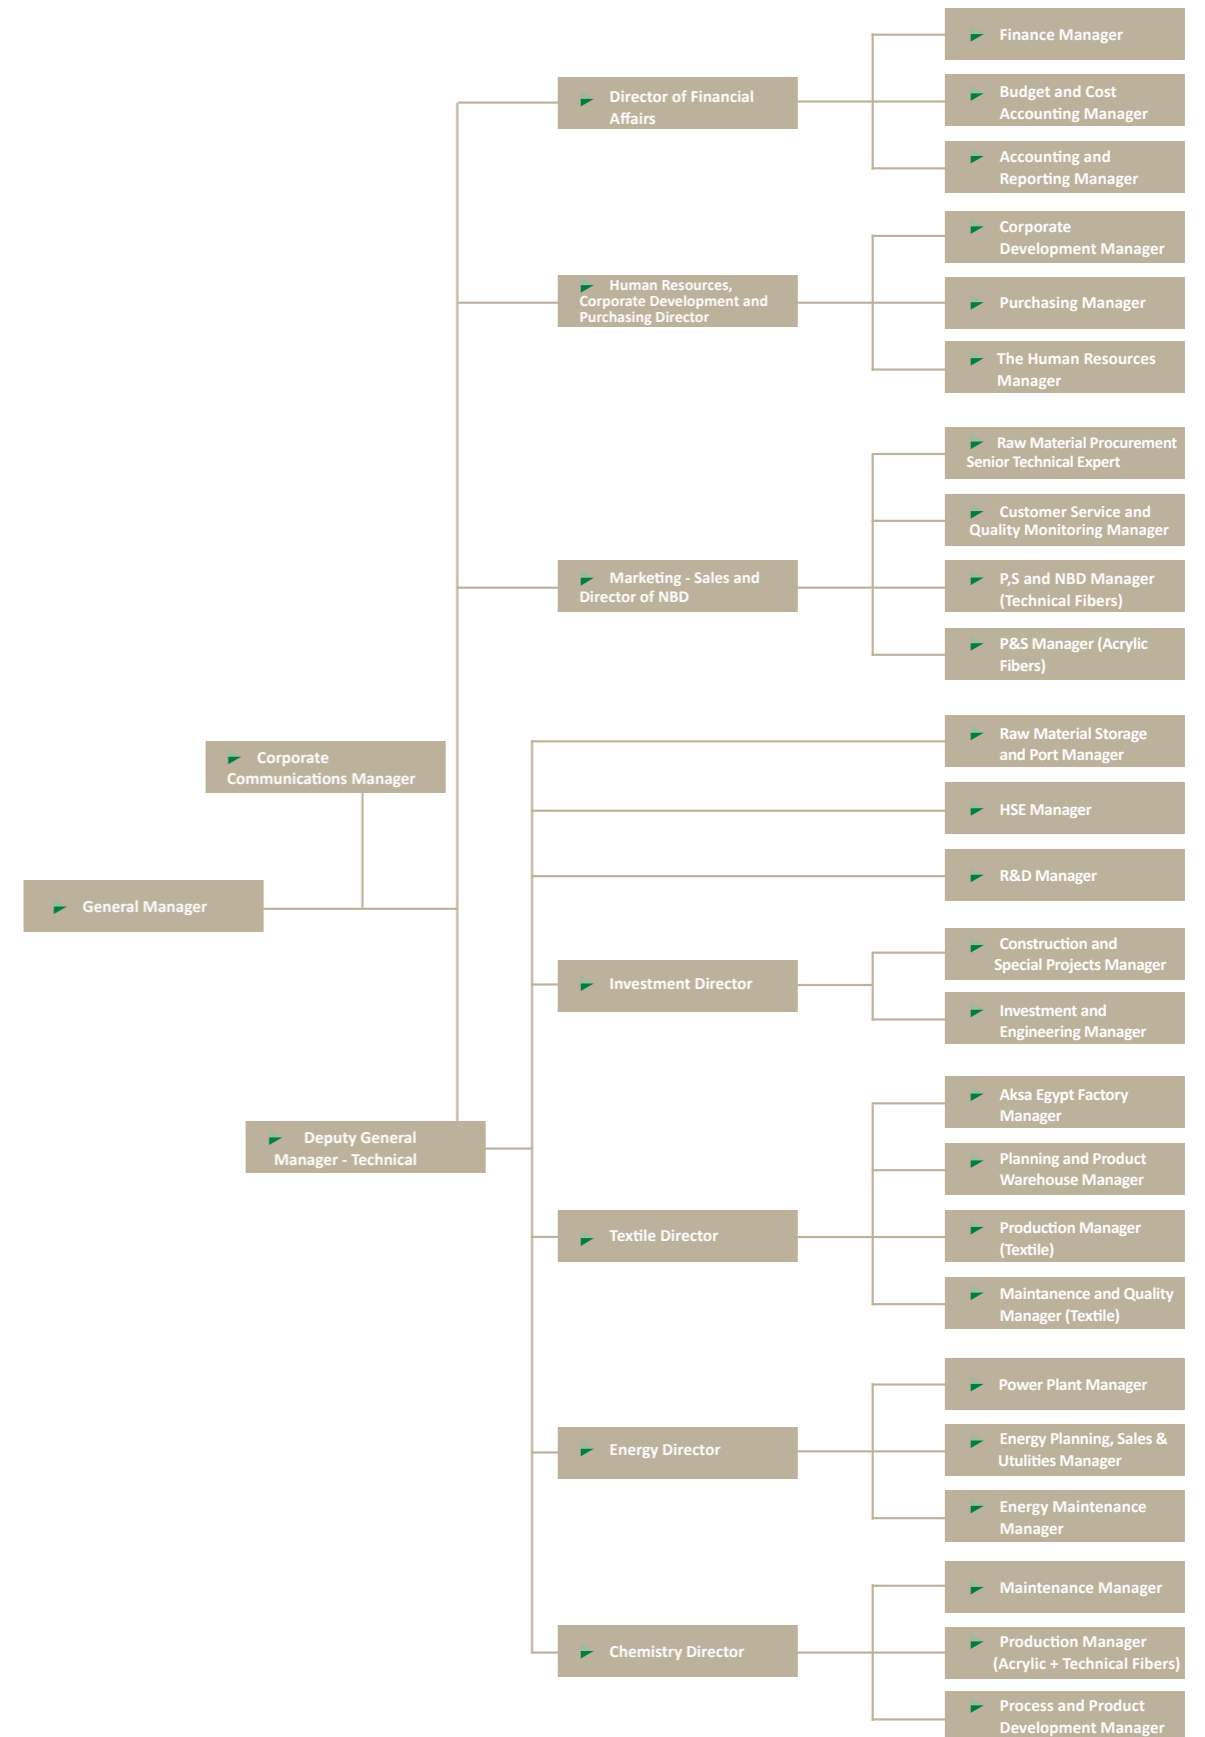 Finance Manager
Director of Financial
Affairs
Budget and Cost
Accounting Manager
Accounting and
Reporting Manager
Corporate
Development Manager
Human Resources,
Corporate Development and
Purchasing Director
Purchasing Manager
The Human Resources
Manager
Raw Material Procurement
Senior Technical Expert
Customer Service and
Quality Monitoring Manager
Marketing - Sales and
Director of NBD
P,S and NBD Manager
(Technical Fibers)
P&S Manager (Acrylic
Fibers)
Corporate
Communications Manager
General Manager
Deputy General
Manager - Technical
Raw Material Storage
and Port Manager
HSE Manager
R&D Manager
Investment Director
Construction and
Special Projects Manager
Investment and
Engineering Manager
Textile Director
Aksa Egypt Factory
Manager
Planning and Product
Warehouse Manager
Production Manager
(Textile)
Maintanence and Quality
Manager (Textile)
Energy Director
Power Plant Manager
Energy Planning, Sales &
Utulities Manager
Energy Maintenance
Manager
Chemistry Director
Maintenance Manager
Production Manager
(Acrylic + Technical Fibers)
Process and Product
Development Manager